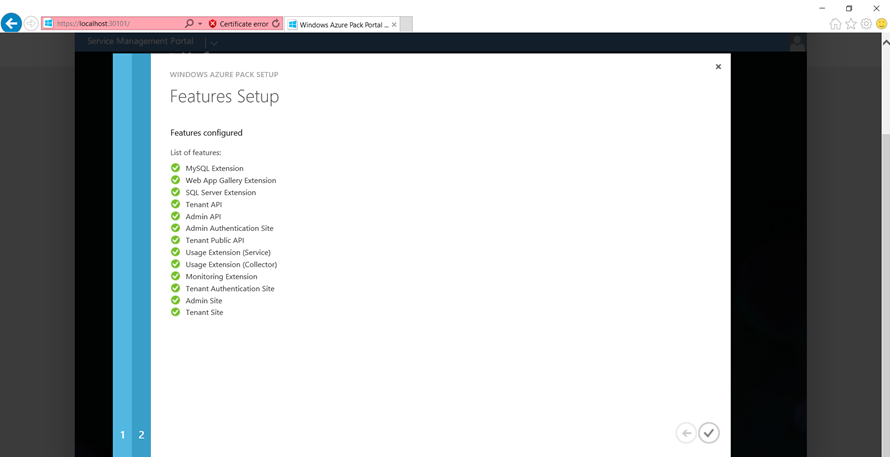 https://localhost:30101/
Certificate error
Windows Azure Pack Portal ...
Service Management Portal
WINDOWS AZURE PACK SETUP
Features Setup
Features configured
List of features:
MySQL Extension
Web App Gallery Extension
SQL Server Extension
Tenant API
Admin API
Admin Authentication Site
Tenant Public API
Usage Extension (Service)
Usage Extension (Collector)
Monitoring Extension
Tenant Authentication Site
Admin Site
Tenant Site
1 2